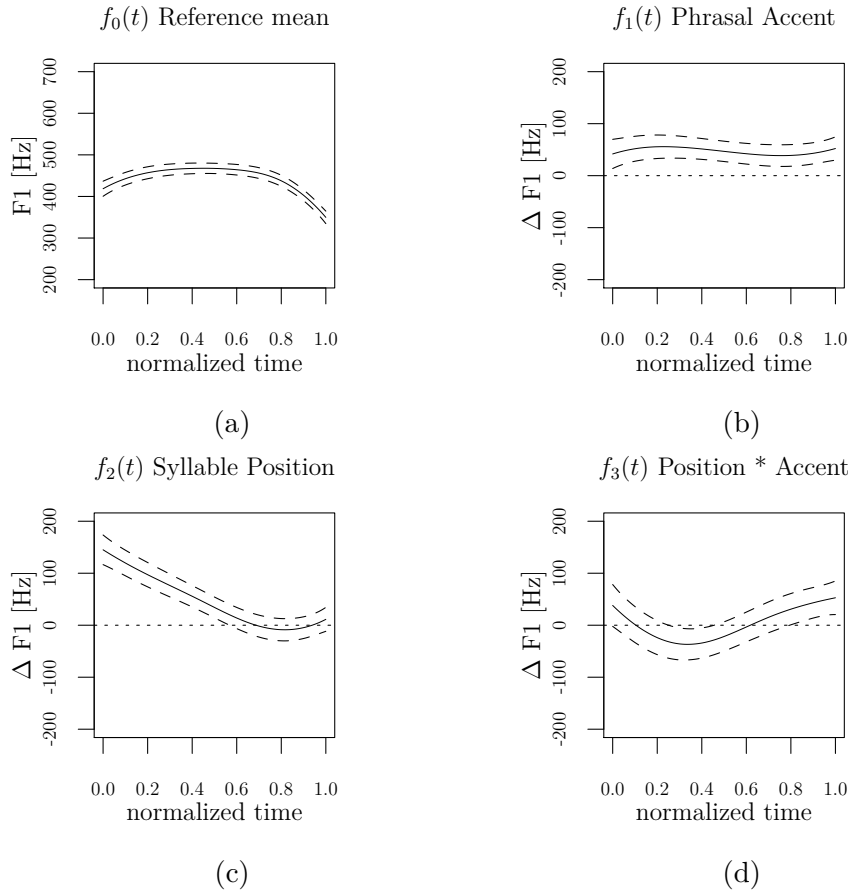 f₀(t) Reference mean
F1 [Hz]
200 300 400 500 600 700
0.0 0.2 0.4 0.6 0.8 1.0
normalized time
(a)
f₁(t) Phrasal Accent
Δ F1 [Hz]
-200 -100 0 100 200
0.0 0.2 0.4 0.6 0.8 1.0
normalized time
(b)
f₂(t) Syllable Position
Δ F1 [Hz]
-200 -100 0 100 200
0.0 0.2 0.4 0.6 0.8 1.0
normalized time
(c)
f₃(t) Position * Accent
Δ F1 [Hz]
-200 -100 0 100 200
0.0 0.2 0.4 0.6 0.8 1.0
normalized time
(d)